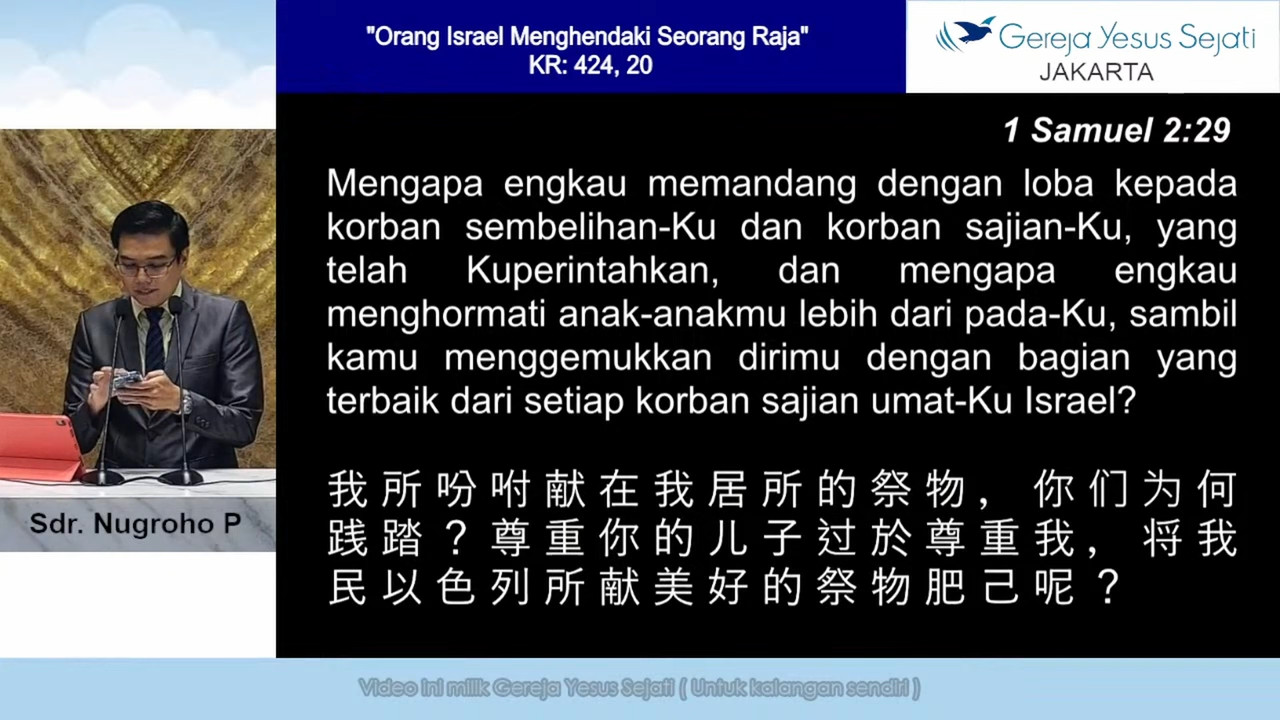 "Orang Israel Menghendaki Seorang Raja"
KR: 424, 20
Gereja Yesus Sejati
JAKARTA
1 Samuel 2:29
Mengapa engkau memandang dengan loba kepada
korban sembelihan-Ku dan korban sajian-Ku, yang
telah Kuperintahkan, dan mengapa engkau
menghormati anak-anakmu lebih dari pada-Ku, sambil
kamu menggemukkan dirimu dengan bagian yang
terbaik dari setiap korban sajian umat-Ku Israel?
我所吩咐献在我居所的祭物，你们为何
践踏？尊重你的儿子过於尊重我，将我
民以色列所献美好的祭物肥己呢？
Sdr. Nugroho P
Video ini milik Gereja Yesus Sejati ( Untuk kalangan sendiri )